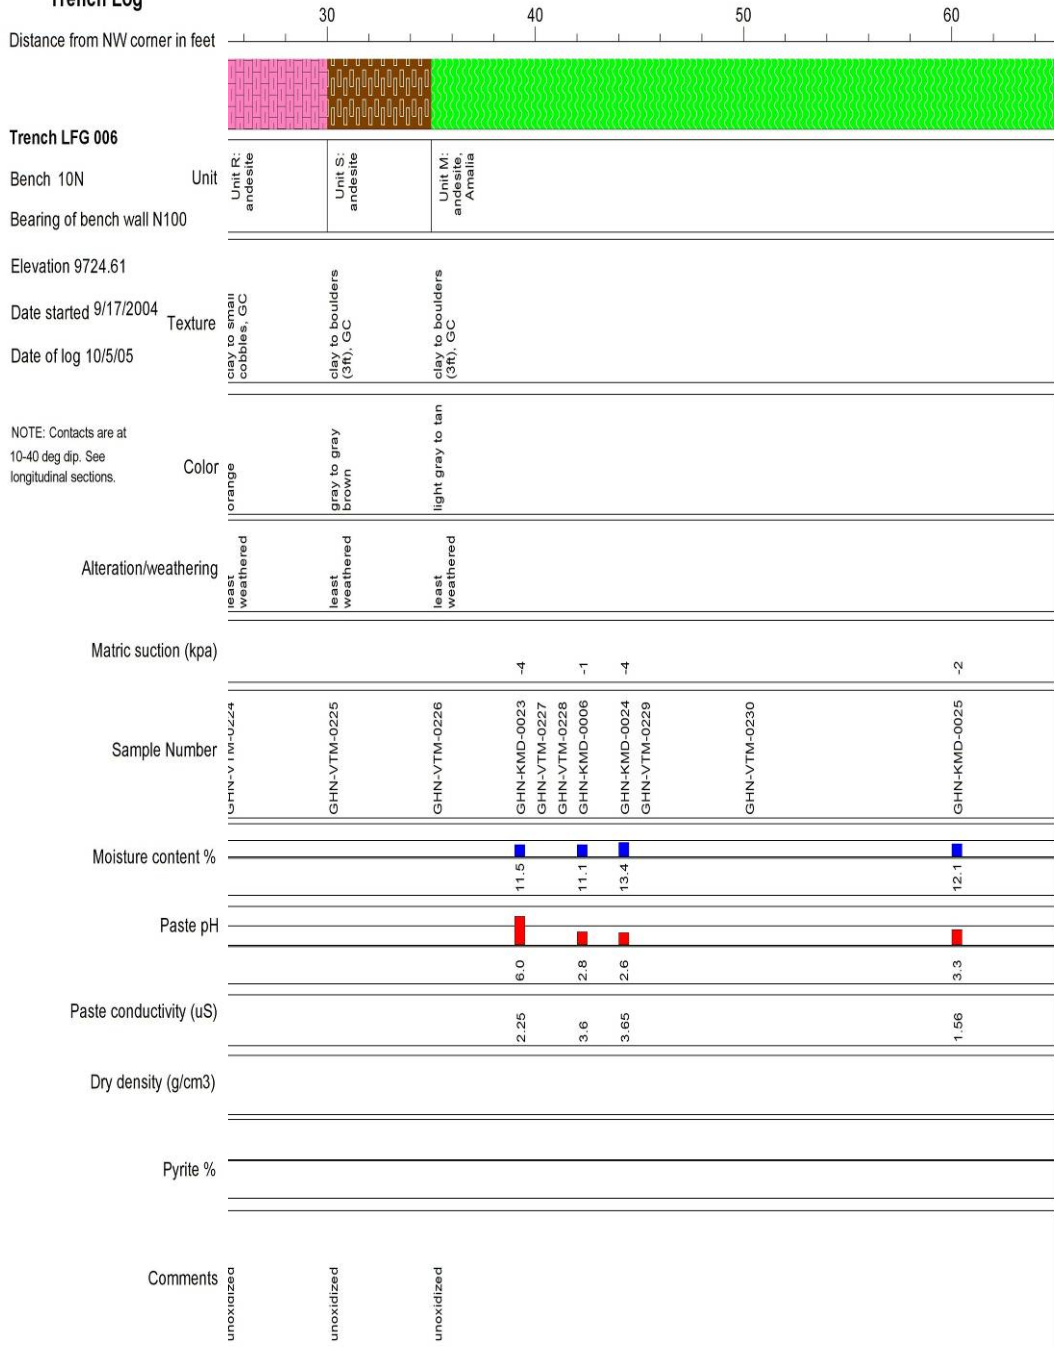 Trench Log
30 40 50 60
Distance from NW corner in feet
Trench LFG 006
Bench 10N
Bearing of bench wall N100
Elevation 9724.61
Date started 9/17/2004
Date of log 10/5/05
NOTE: Contacts are at
10-40 deg dip. See
longitudinal sections.
Unit
Unit R:
andesite
Unit S:
andesite
Unit M:
andesite,
Amalia
Texture
clay to small
cobbles, GC
clay to boulders
(3ft), GC
clay to boulders
(3ft), GC
Color
orange
gray to gray
brown
light gray to tan
Alteration/weathering
least
weathered
least
weathered
least
weathered
Matric suction (kpa)
-4
-1
-4
-2
Sample Number
GHN-VTM-0224
GHN-VTM-0225
GHN-VTM-0226
GHN-KMD-0023
GHN-VTM-0227
GHN-VTM-0228
GHN-KMD-0006
GHN-KMD-0024
GHN-VTM-0229
GHN-VTM-0230
GHN-KMD-0025
Moisture content %
11.5
11.1
13.4
12.1
Paste pH
6.0
2.8
2.6
3.3
Paste conductivity (uS)
2.25
3.6
3.65
1.56
Dry density (g/cm3)
Pyrite %
Comments
unoxidized
unoxidized
unoxidized